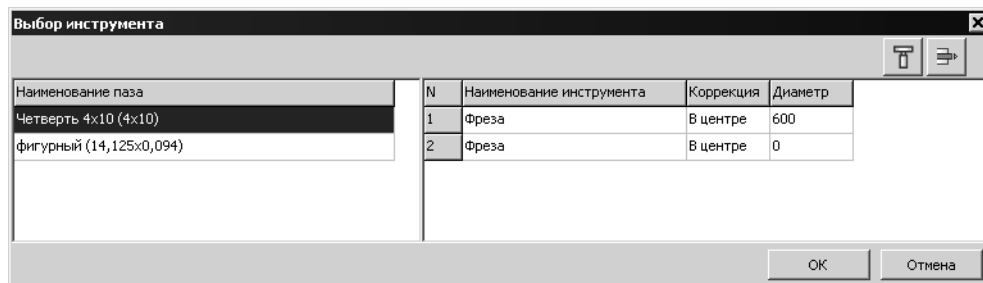 Выбор инструмента
Наименование паза
Четверть 4x10 (4x10)
фигурный (14,125x0,094)
N Наименование инструмента Коррекция Диаметр
1 Фреза В центре 600
2 Фреза В центре 0
OK Отмена